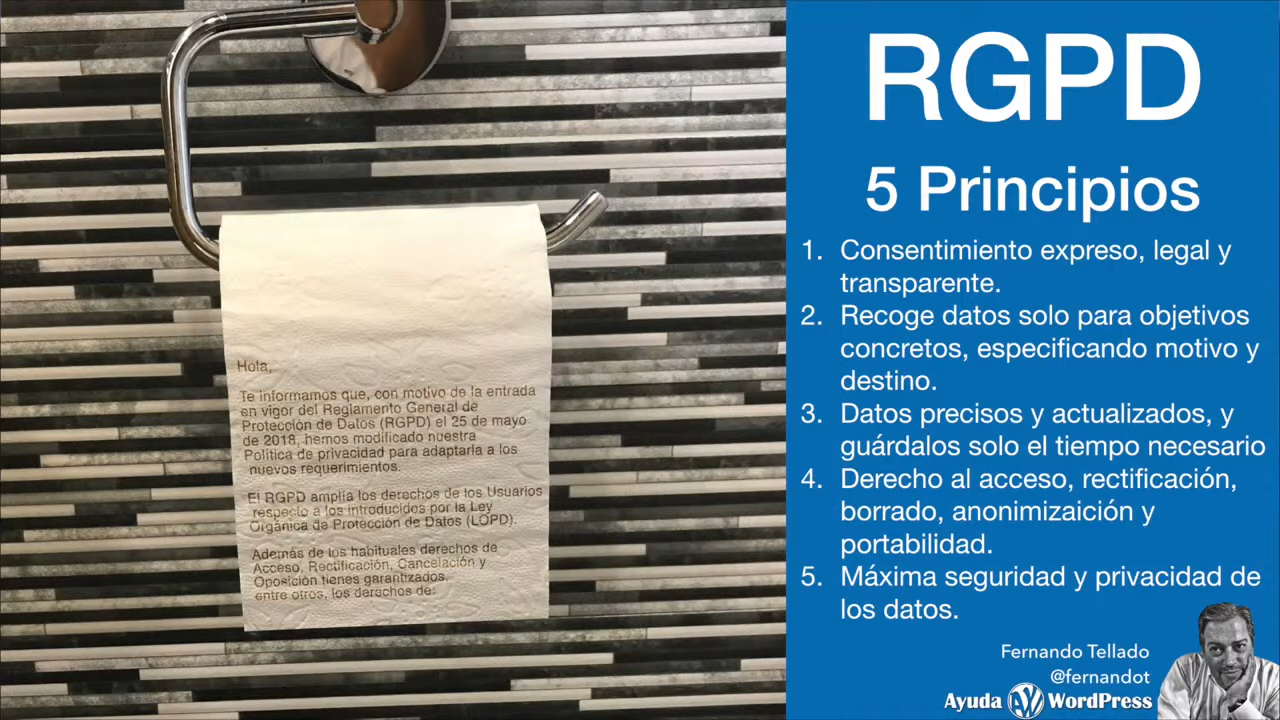 Hola,
Te informamos que, con motivo de la entrada
en vigor del Reglamento General de
Protección de Datos (RGPD) el 25 de mayo
de 2018, hemos modificado nuestra
Política de privacidad para adaptarla a los
nuevos requerimientos.
El RGPD amplía los derechos de los Usuarios
respecto a los introducidos por la Ley
Orgánica de Protección de Datos (LOPD).
Además de los habituales derechos de
Acceso, Rectificación, Cancelación y
Oposición tienes garantizados,
entre otros, los derechos de:
RGPD
5 Principios
1. Consentimiento expreso, legal y
transparente.
2. Recoge datos solo para objetivos
concretos, especificando motivo y
destino.
3. Datos precisos y actualizados, y
guárdalos solo el tiempo necesario
4. Derecho al acceso, rectificación,
borrado, anonimizaición y
portabilidad.
5. Máxima seguridad y privacidad de
los datos.
Fernando Tellado
@fernandot
Ayuda AW WordPress